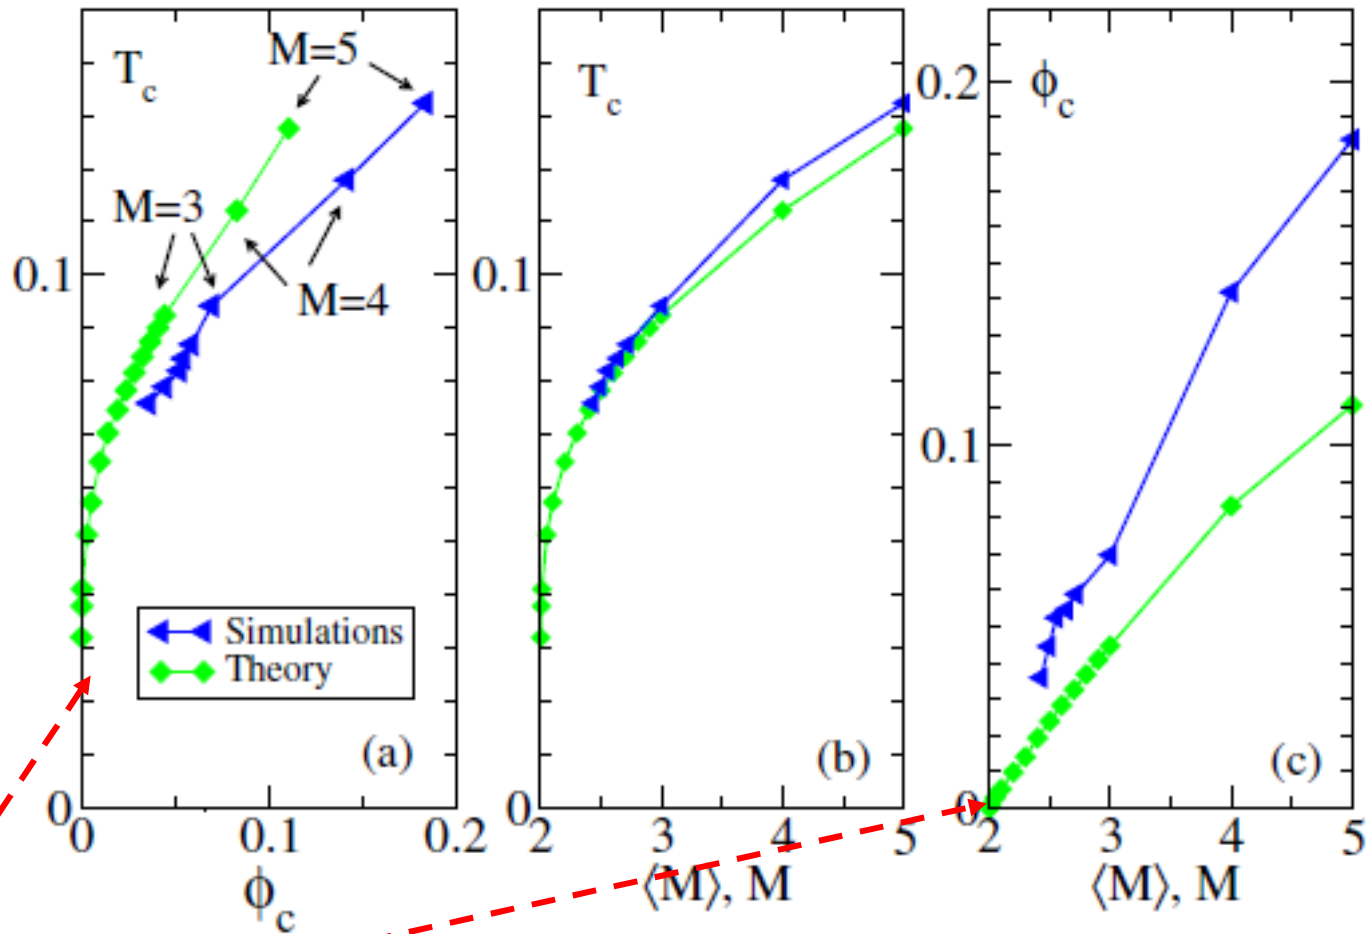 T_c
M=5
M=3
M=4
0.1
0
Simulations
Theory
(a)
0 0.1 0.2
ϕ_c
T_c
0.1
0
(b)
2 3 4 5
⟨M⟩, M
0.2
ϕ_c
0.1
0
(c)
2 3 4 5
⟨M⟩, M